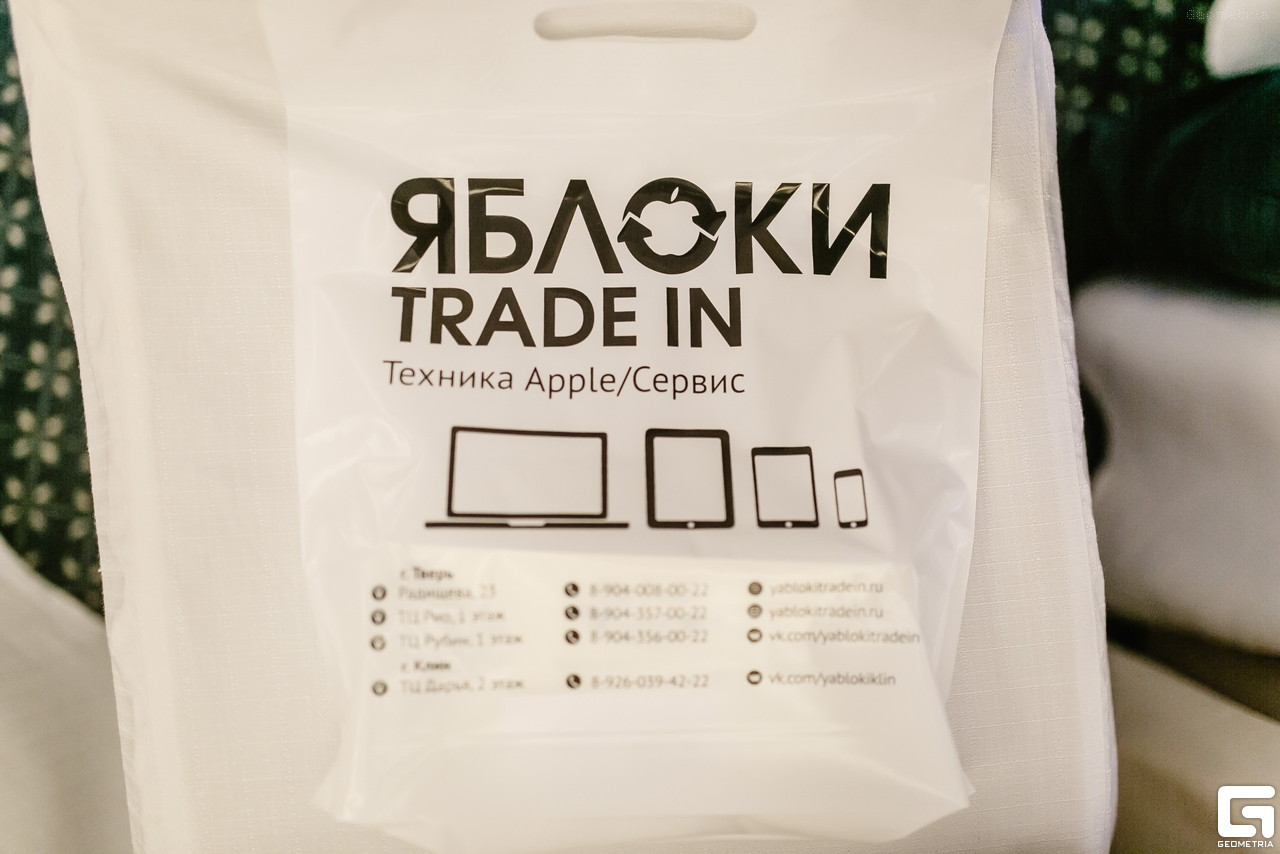 ЯБЛОКИ
TRADE IN
Техника Apple/Сервис
г. Тверь
Радищева, 23 8-904-008-00-22 yablokitradein.ru
ТЦ Рио, 1 этаж 8-904-357-00-22 yablokitradein.ru
ТЦ Рубин, 1 этаж 8-904-356-00-22 vk.com/yablokitradein
г. Клин
ТЦ Дарья, 2 этаж 8-926-039-42-22 vk.com/yablokiklin
GEOMETRIA